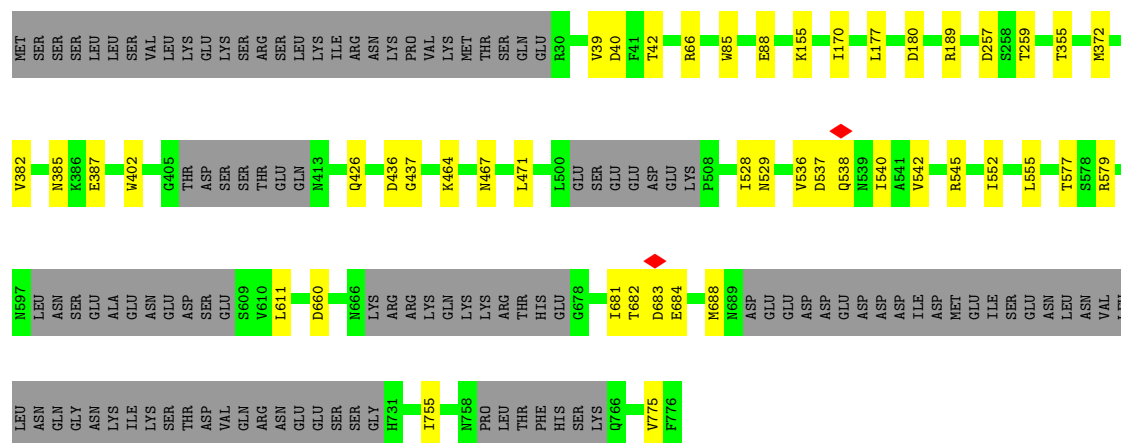 MET SER SER SER LEU LEU SER VAL LEU LYS GLU LYS SER ARG SER LEU LYS ILE ARG ASN LYS PRO VAL LYS MET THR SER GLN GLU R30 V39 D40 F41 T42 R66 W85 E88 K155 I170 L177 D180 R189 D257 S258 T259 T355 M372
V382 N385 K386 E387 W402 G405 THR ASP SER SER THR GLU GLN N413 Q426 D436 G437 K464 N467 L471 L500 GLU SER GLU GLU ASP GLU LYS P508 I528 N529 V536 D537 Q538 N539 I540 A541 V542 R545 I552 L555 T577 S578 R579
N597 LEU ASN SER GLU ALA GLU ASN GLU ASP SER GLU S609 V610 L611 D660 N666 LYS ARG ARG LYS GLN LYS LYS ARG THR HIS GLU G678 I681 T682 D683 E684 M688 N689 ASP GLU GLU ASP ASP GLU ASP ASP ASP ILE ASP MET GLU ILE SER GLU ASN LEU ASN VAL
LEU ASN GLN GLY ASN LYS ILE LYS SER THR ASP VAL GLN ARG ASN GLU GLU SER SER GLY H731 I755 N758 PRO LEU THR PHE HIS SER LYS Q766 V775 F776